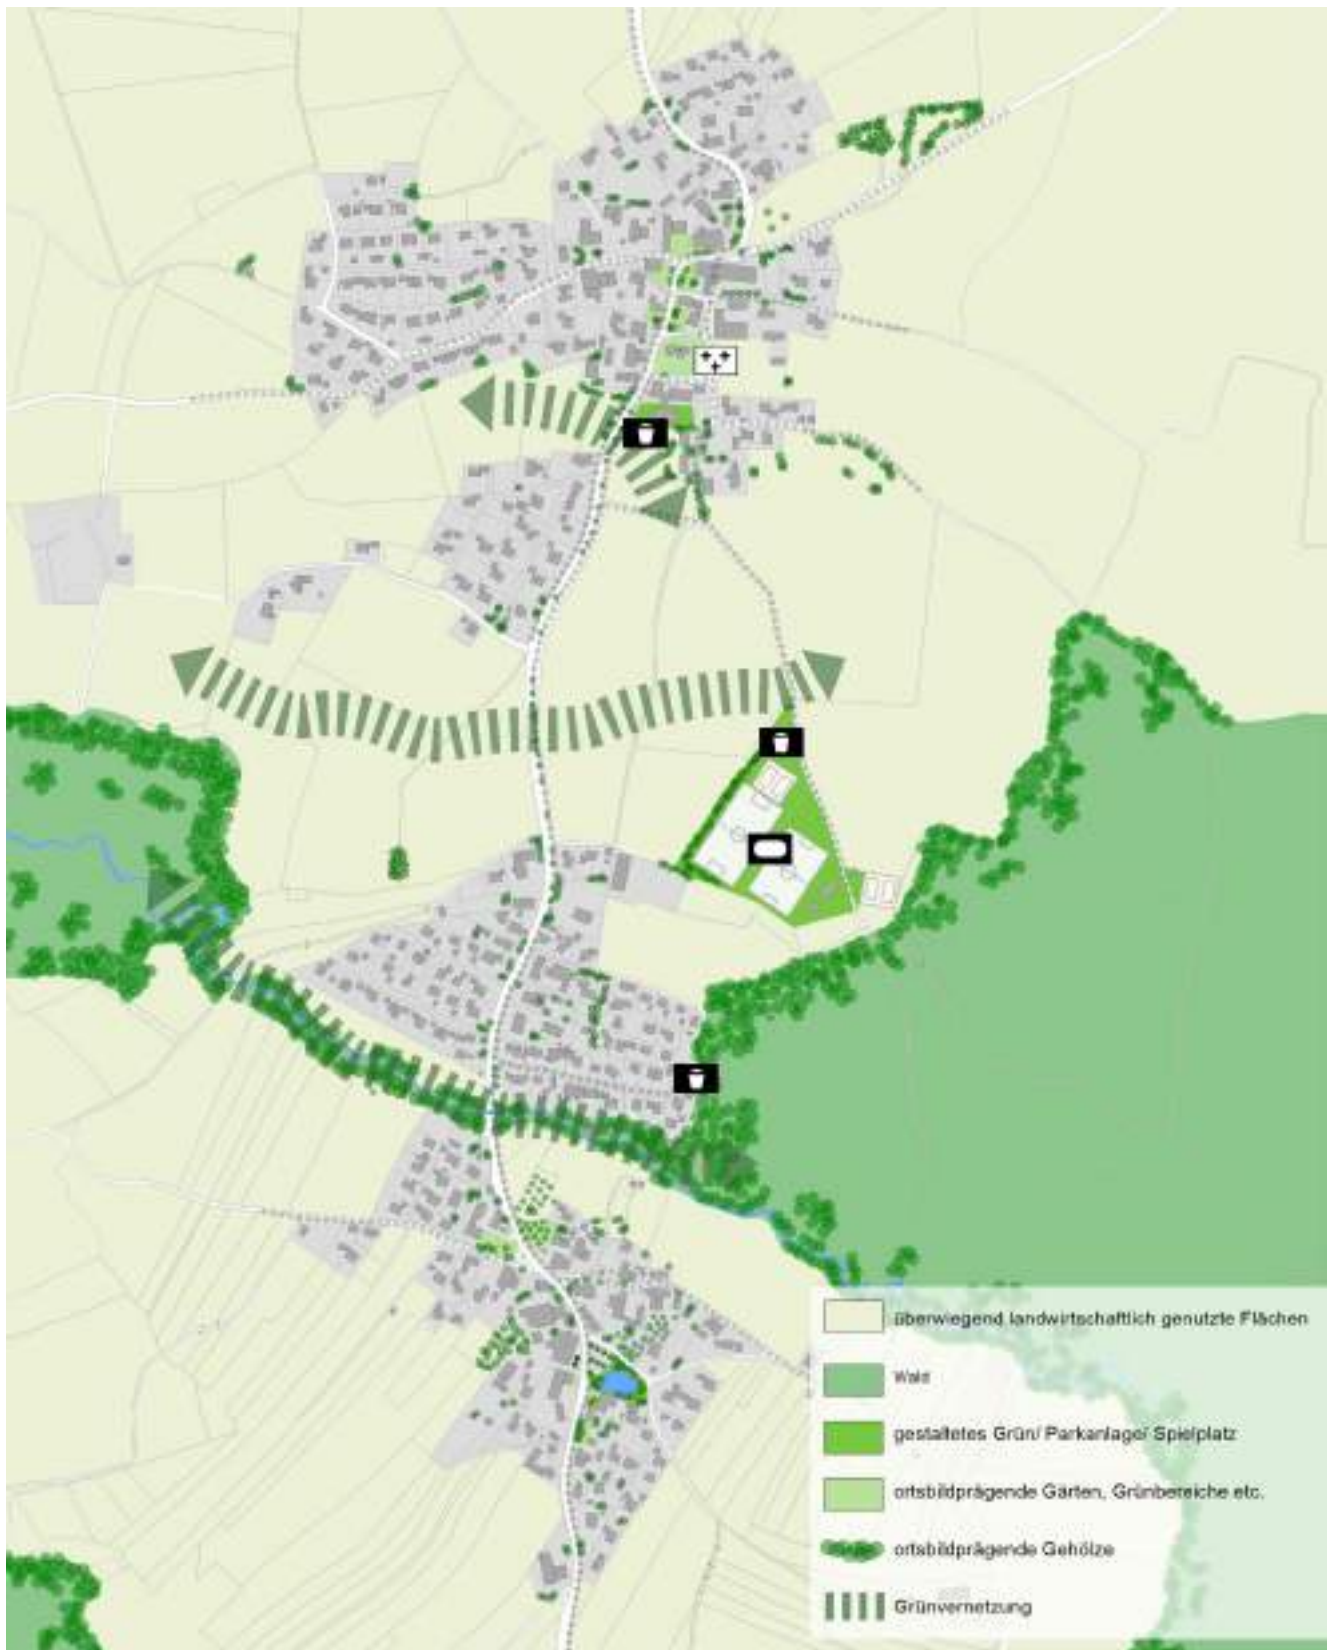 überwiegend landwirtschaftlich genutzte Flächen
Wald
gestaltetes Grün/ Parkanlage/ Spielplatz
ortsbildprägende Gärten, Grünbereiche etc.
ortsbildprägende Gehölze
Grünvernetzung